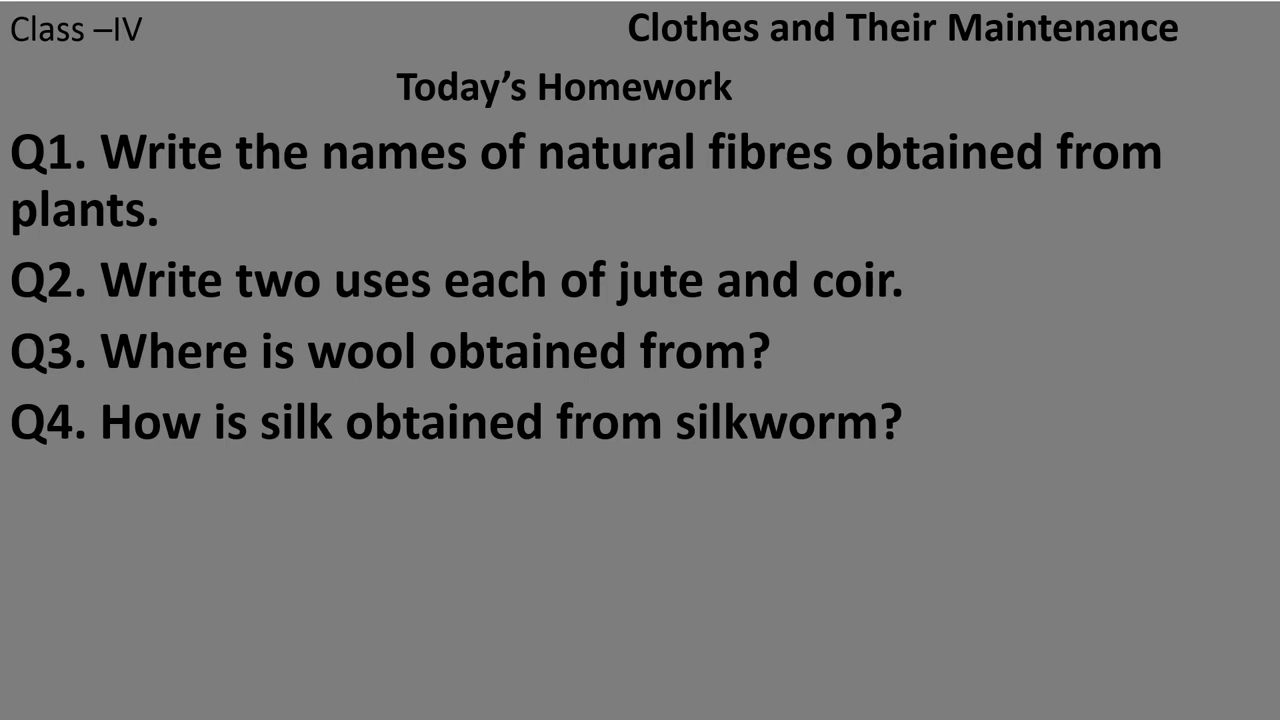 Class –IV Clothes and Their Maintenance
Today’s Homework
Q1. Write the names of natural fibres obtained from
plants.
Q2. Write two uses each of jute and coir.
Q3. Where is wool obtained from?
Q4. How is silk obtained from silkworm?